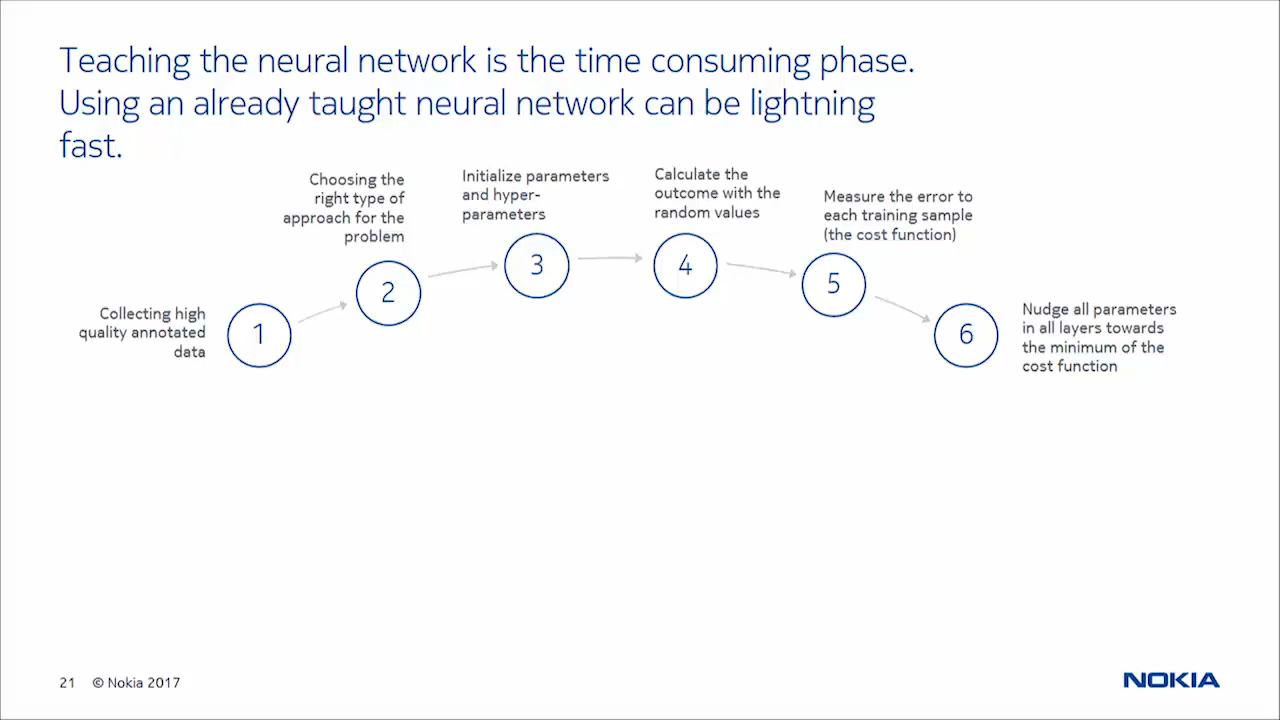 Teaching the neural network is the time consuming phase.
Using an already taught neural network can be lightning
fast.
Collecting high
quality annotated
data
1
Choosing the
right type of
approach for the
problem
2
Initialize parameters
and hyper-
parameters
3
Calculate the
outcome with the
random values
4
Measure the error to
each training sample
(the cost function)
5
6
Nudge all parameters
in all layers towards
the minimum of the
cost function
21 © Nokia 2017
NOKIA